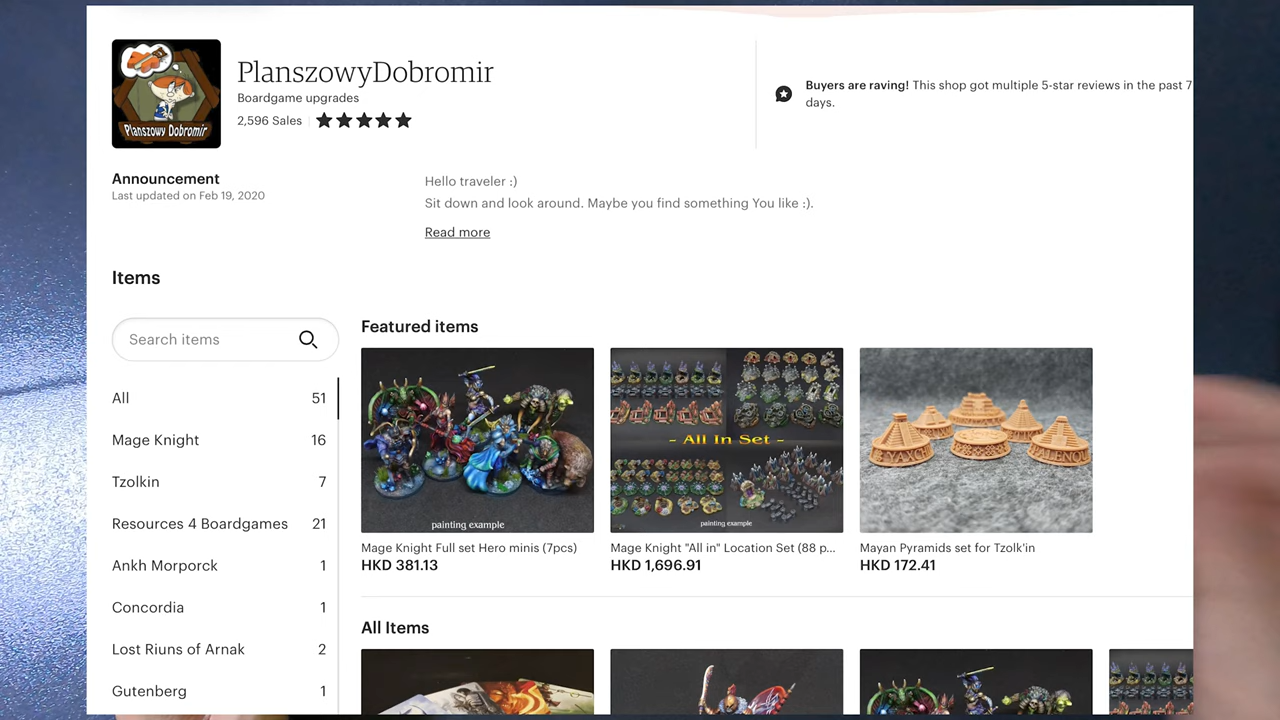 PlanszowyDobromir
Boardgame upgrades
2,596 Sales
Planszowy Dobromir
Buyers are raving! This shop got multiple 5-star reviews in the past 7
days.
Announcement
Last updated on Feb 19, 2020
Hello traveler :)
Sit down and look around. Maybe you find something You like :).
Read more
Items
Search items
All 51
Mage Knight 16
Tzolkin 7
Resources 4 Boardgames 21
Ankh Morporck 1
Concordia 1
Lost Riuns of Arnak 2
Gutenberg 1
Featured items
painting example
Mage Knight Full set Hero minis (7pcs)
HKD 381.13
- All In Set -
painting example
Mage Knight "All in" Location Set (88 p...
HKD 1,696.91
PALENQU
Mayan Pyramids set for Tzolk'in
HKD 172.41
All Items